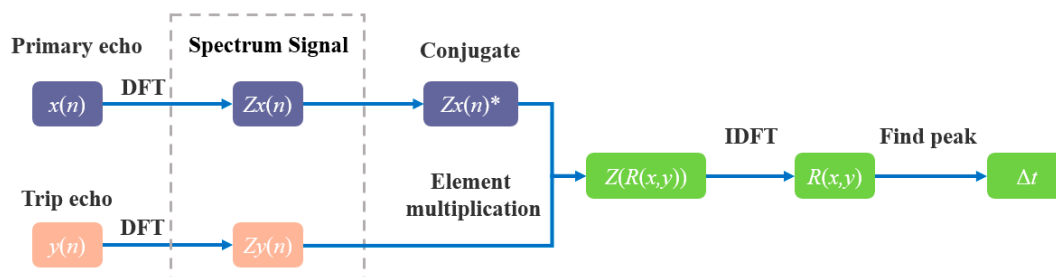 Primary echo
Spectrum Signal
Conjugate
DFT
x(n)
Zx(n)
Zx(n)*
IDFT
Find peak
Z(R(x,y))
R(x,y)
Δt
Trip echo
Element
multiplication
DFT
y(n)
Zy(n)